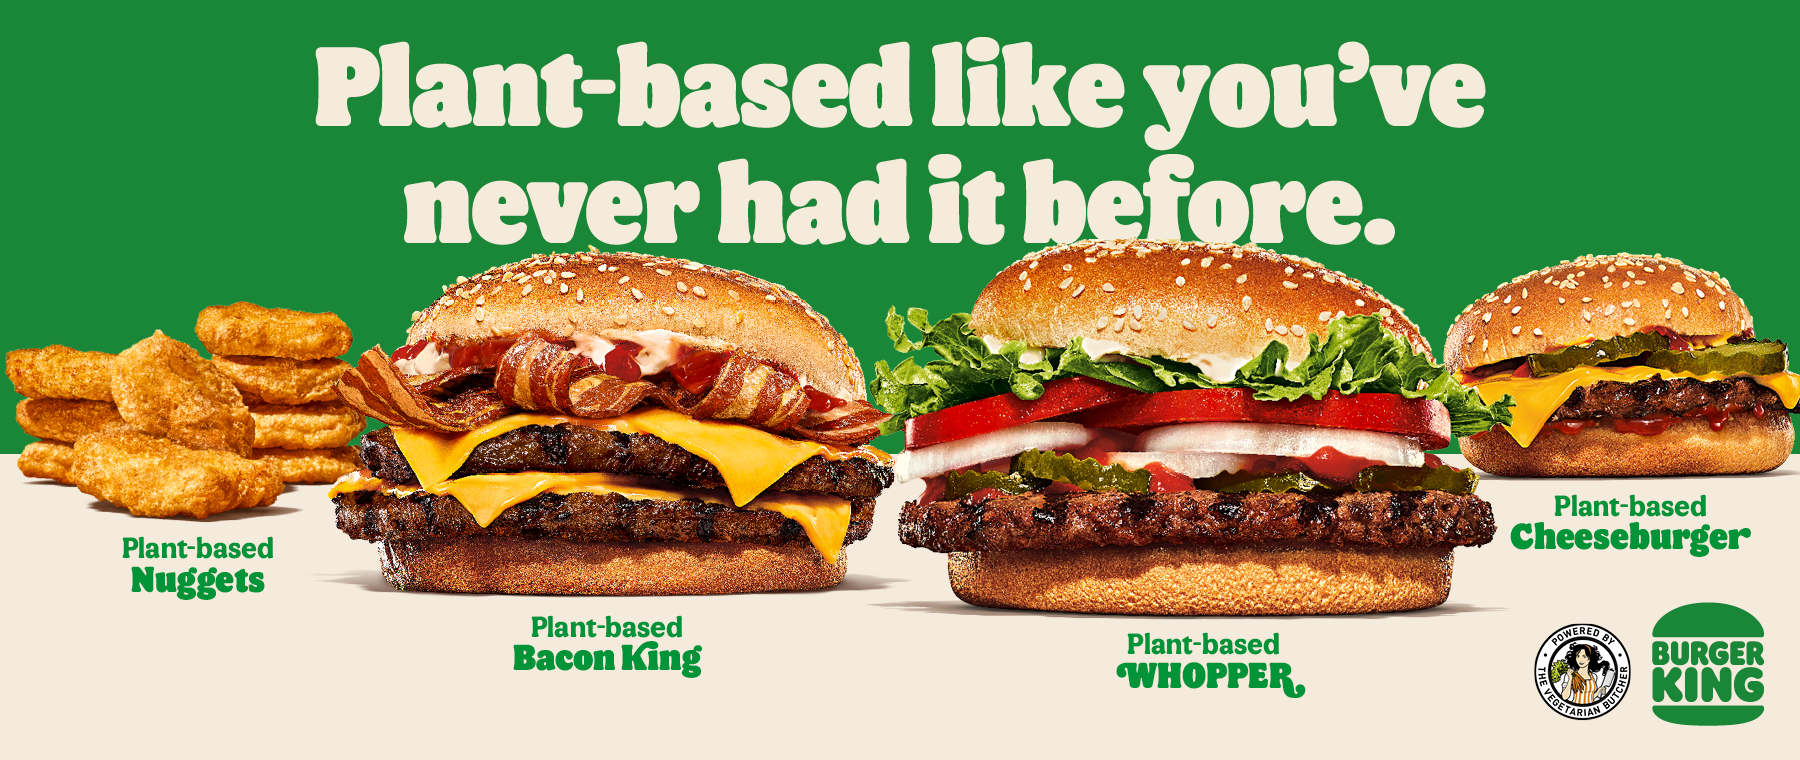 Plant-based like you've
never had it before.
Plant-based
Nuggets
Plant-based
Bacon King
Plant-based
WHOPPER
Plant-based
Cheeseburger
POWERED BY
THE VEGETARIAN BUTCHER
BURGER
KING